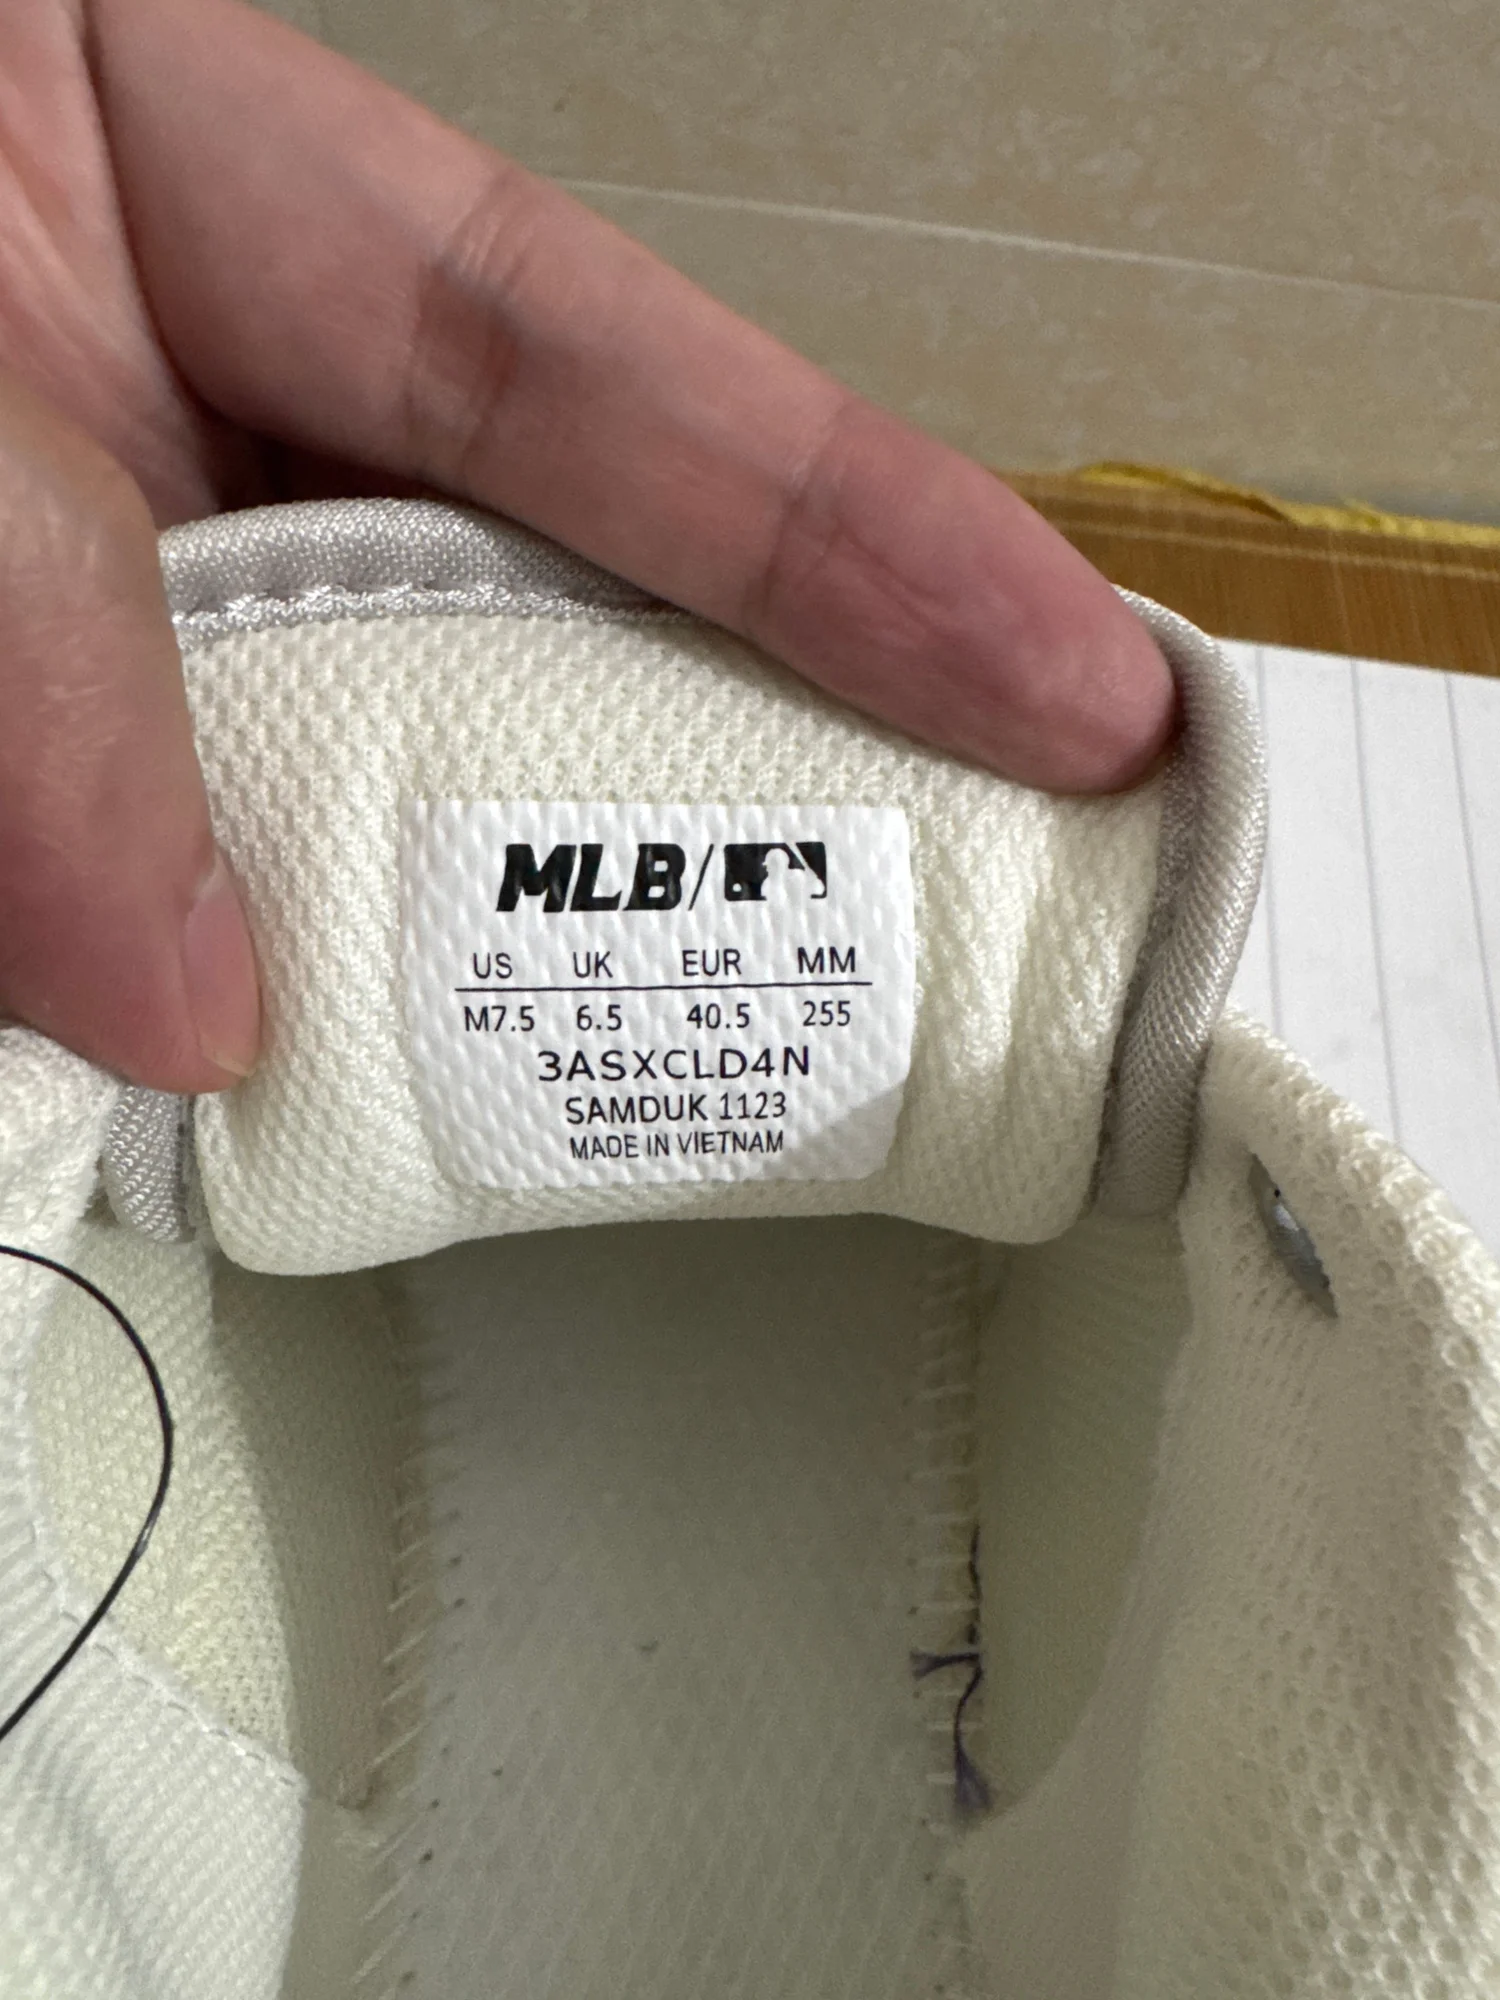 MLB/
US UK EUR MM
M7.5 6.5 40.5 255
3ASXCLD4N
SAMDUK 1123
MADE IN VIETNAM